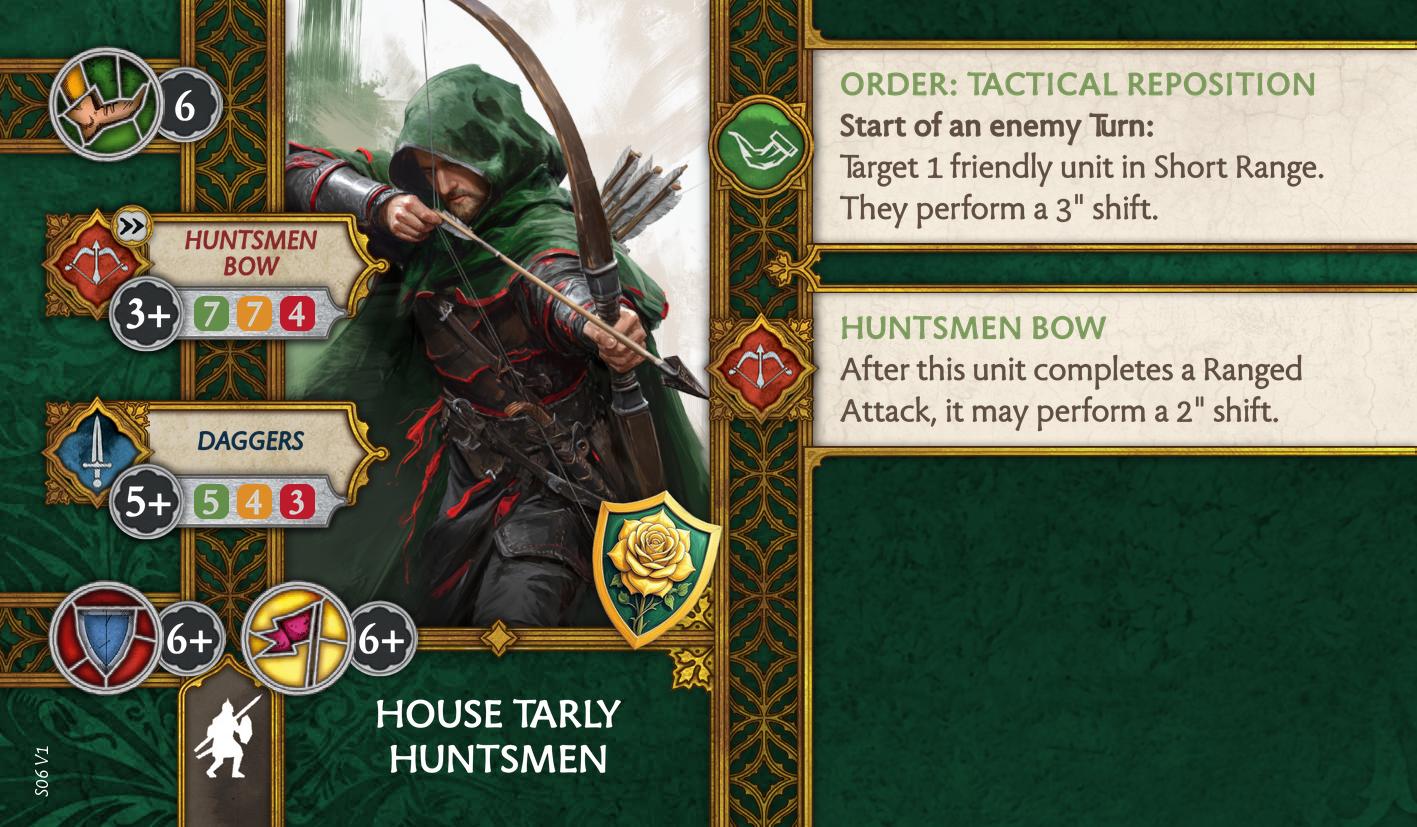 6
HUNTSMEN
BOW
3+ 7 7 4
DAGGERS
5+ 5 4 3
6+ 6+
HOUSE TARLY
HUNTSMEN
S06 V1
ORDER: TACTICAL REPOSITION
Start of an enemy Turn:
Target 1 friendly unit in Short Range.
They perform a 3" shift.
HUNTSMEN BOW
After this unit completes a Ranged
Attack, it may perform a 2" shift.